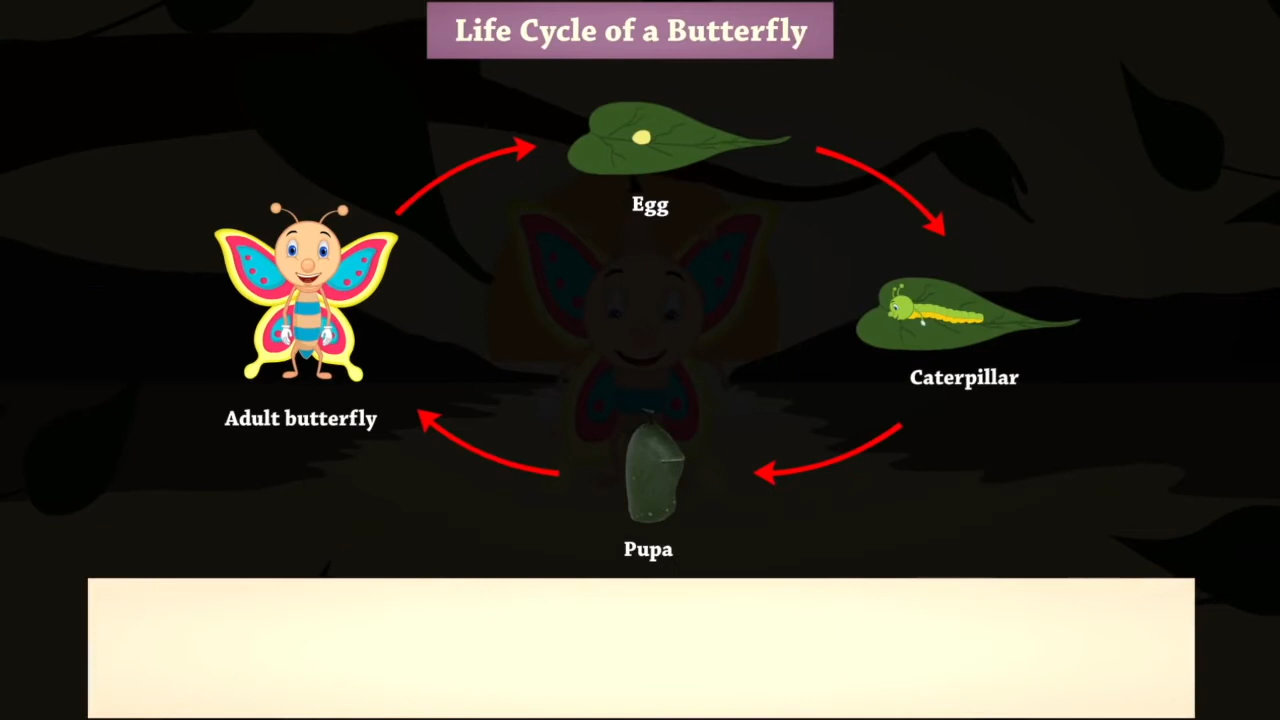 Life Cycle of a Butterfly
Egg
Caterpillar
Adult butterfly
Pupa